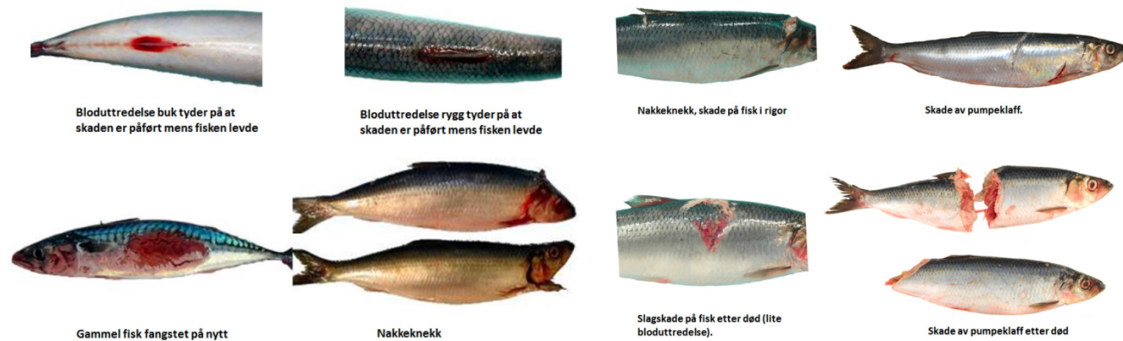 Bloduttredelse buk tyder på at
skaden er påført mens fisken levde
Bloduttredelse rygg tyder på at
skaden er påført mens fisken levde
Nakkeknekk, skade på fisk i rigor
Skade av pumpeklaff.
Gammel fisk fangstet på nytt
Nakkeknekk
Slagskade på fisk etter død (lite
bloduttredelse).
Skade av pumpeklaff etter død